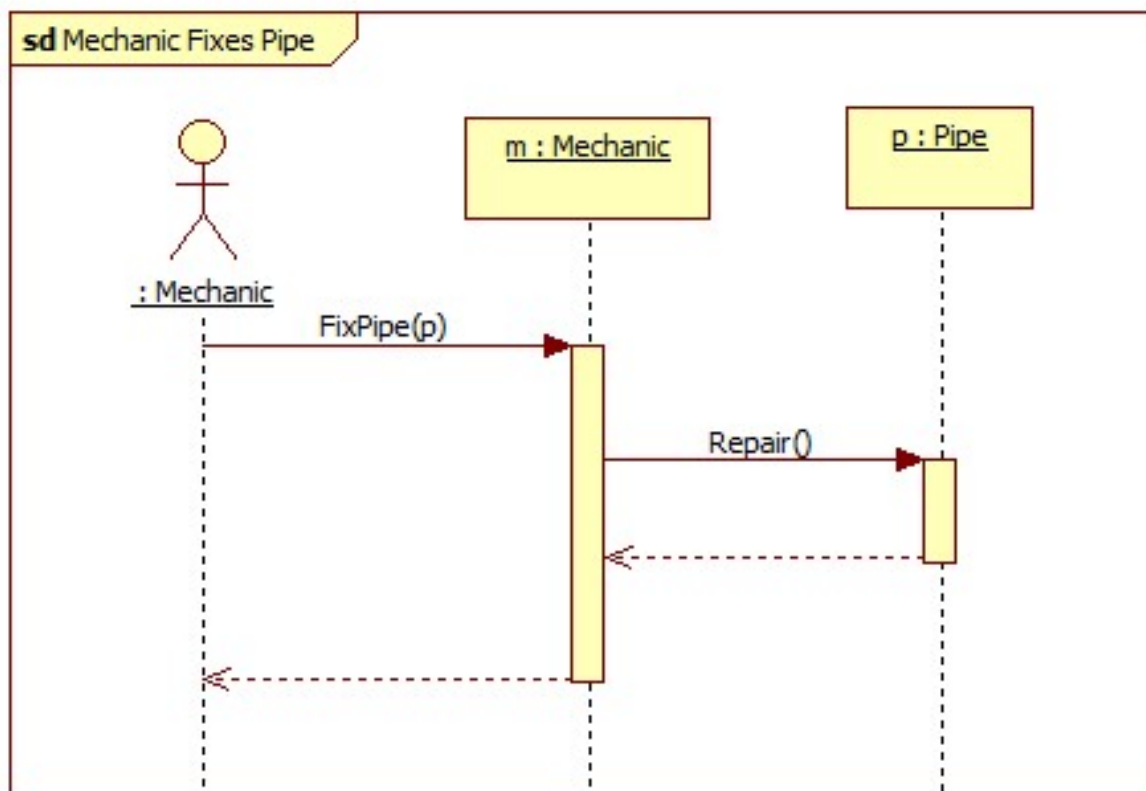 sd Mechanic Fixes Pipe
m : Mechanic
p : Pipe
: Mechanic
FixPipe(p)
Repair()